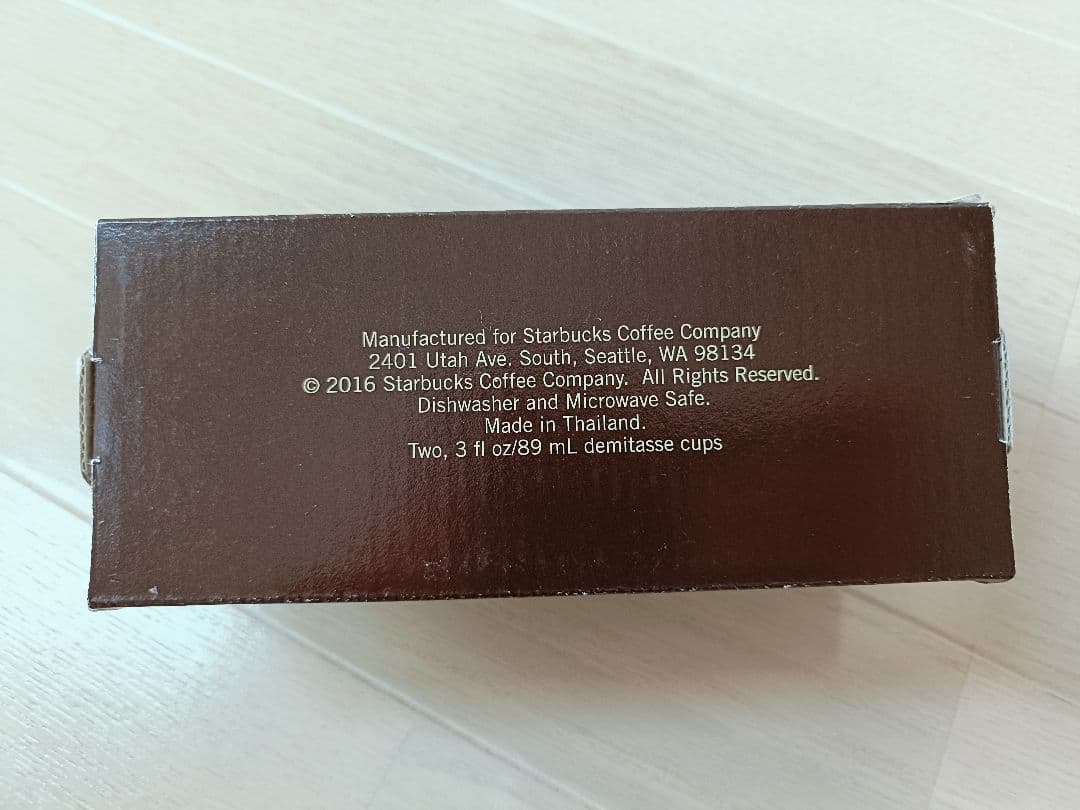 Manufactured for Starbucks Coffee Company
2401 Utah Ave. South, Seattle, WA 98134
© 2016 Starbucks Coffee Company. All Rights Reserved.
Dishwasher and Microwave Safe.
Made in Thailand.
Two, 3 fl oz/89 mL demitasse cups